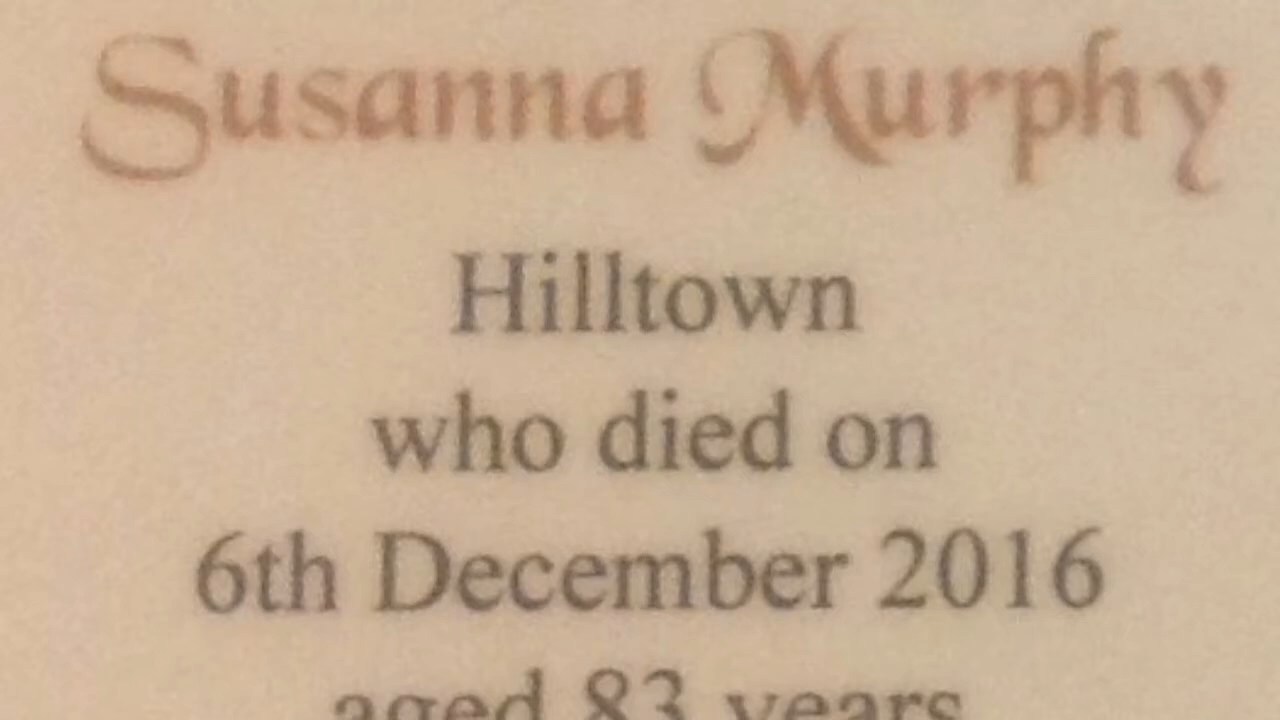 Susanna Murphy
Hilltown
who died on
6th December 2016
aged 83 years